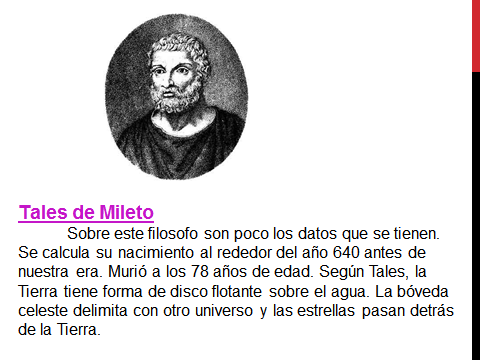 Tales de Mileto
Sobre este filosofo son poco los datos que se tienen.
Se calcula su nacimiento al rededor del año 640 antes de
nuestra era. Murió a los 78 años de edad. Según Tales, la
Tierra tiene forma de disco flotante sobre el agua. La bóveda
celeste delimita con otro universo y las estrellas pasan detrás
de la Tierra.